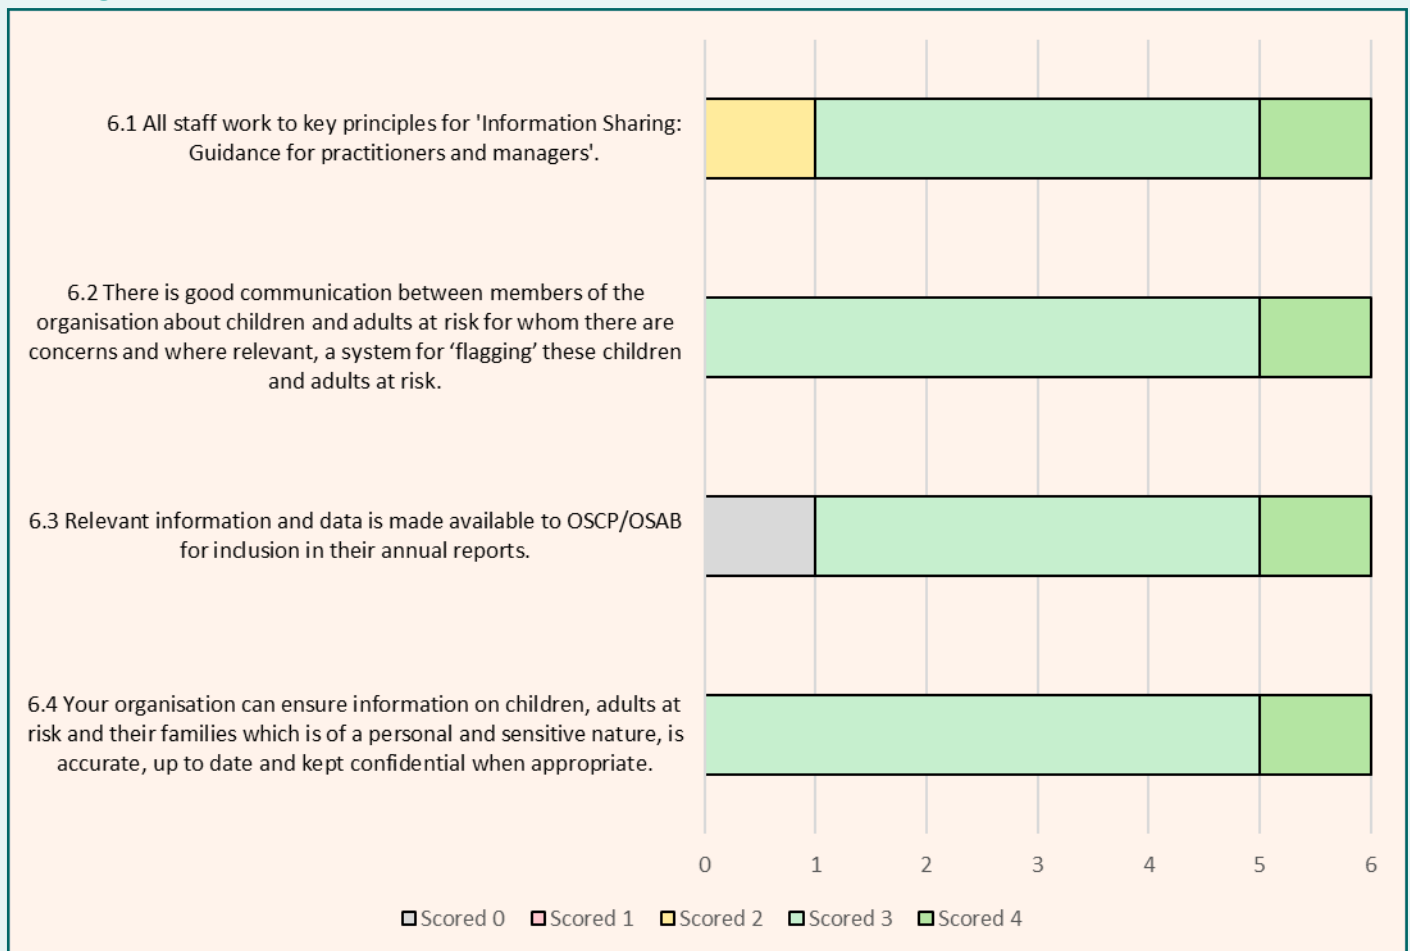 6.1 All staff work to key principles for 'Information Sharing:
Guidance for practitioners and managers'.
6.2 There is good communication between members of the
organisation about children and adults at risk for whom there are
concerns and where relevant, a system for ‘flagging’ these children
and adults at risk.
6.3 Relevant information and data is made available to OSCP/OSAB
for inclusion in their annual reports.
6.4 Your organisation can ensure information on children, adults at
risk and their families which is of a personal and sensitive nature, is
accurate, up to date and kept confidential when appropriate.
0 1 2 3 4 5 6
Scored 0 Scored 1 Scored 2 Scored 3 Scored 4